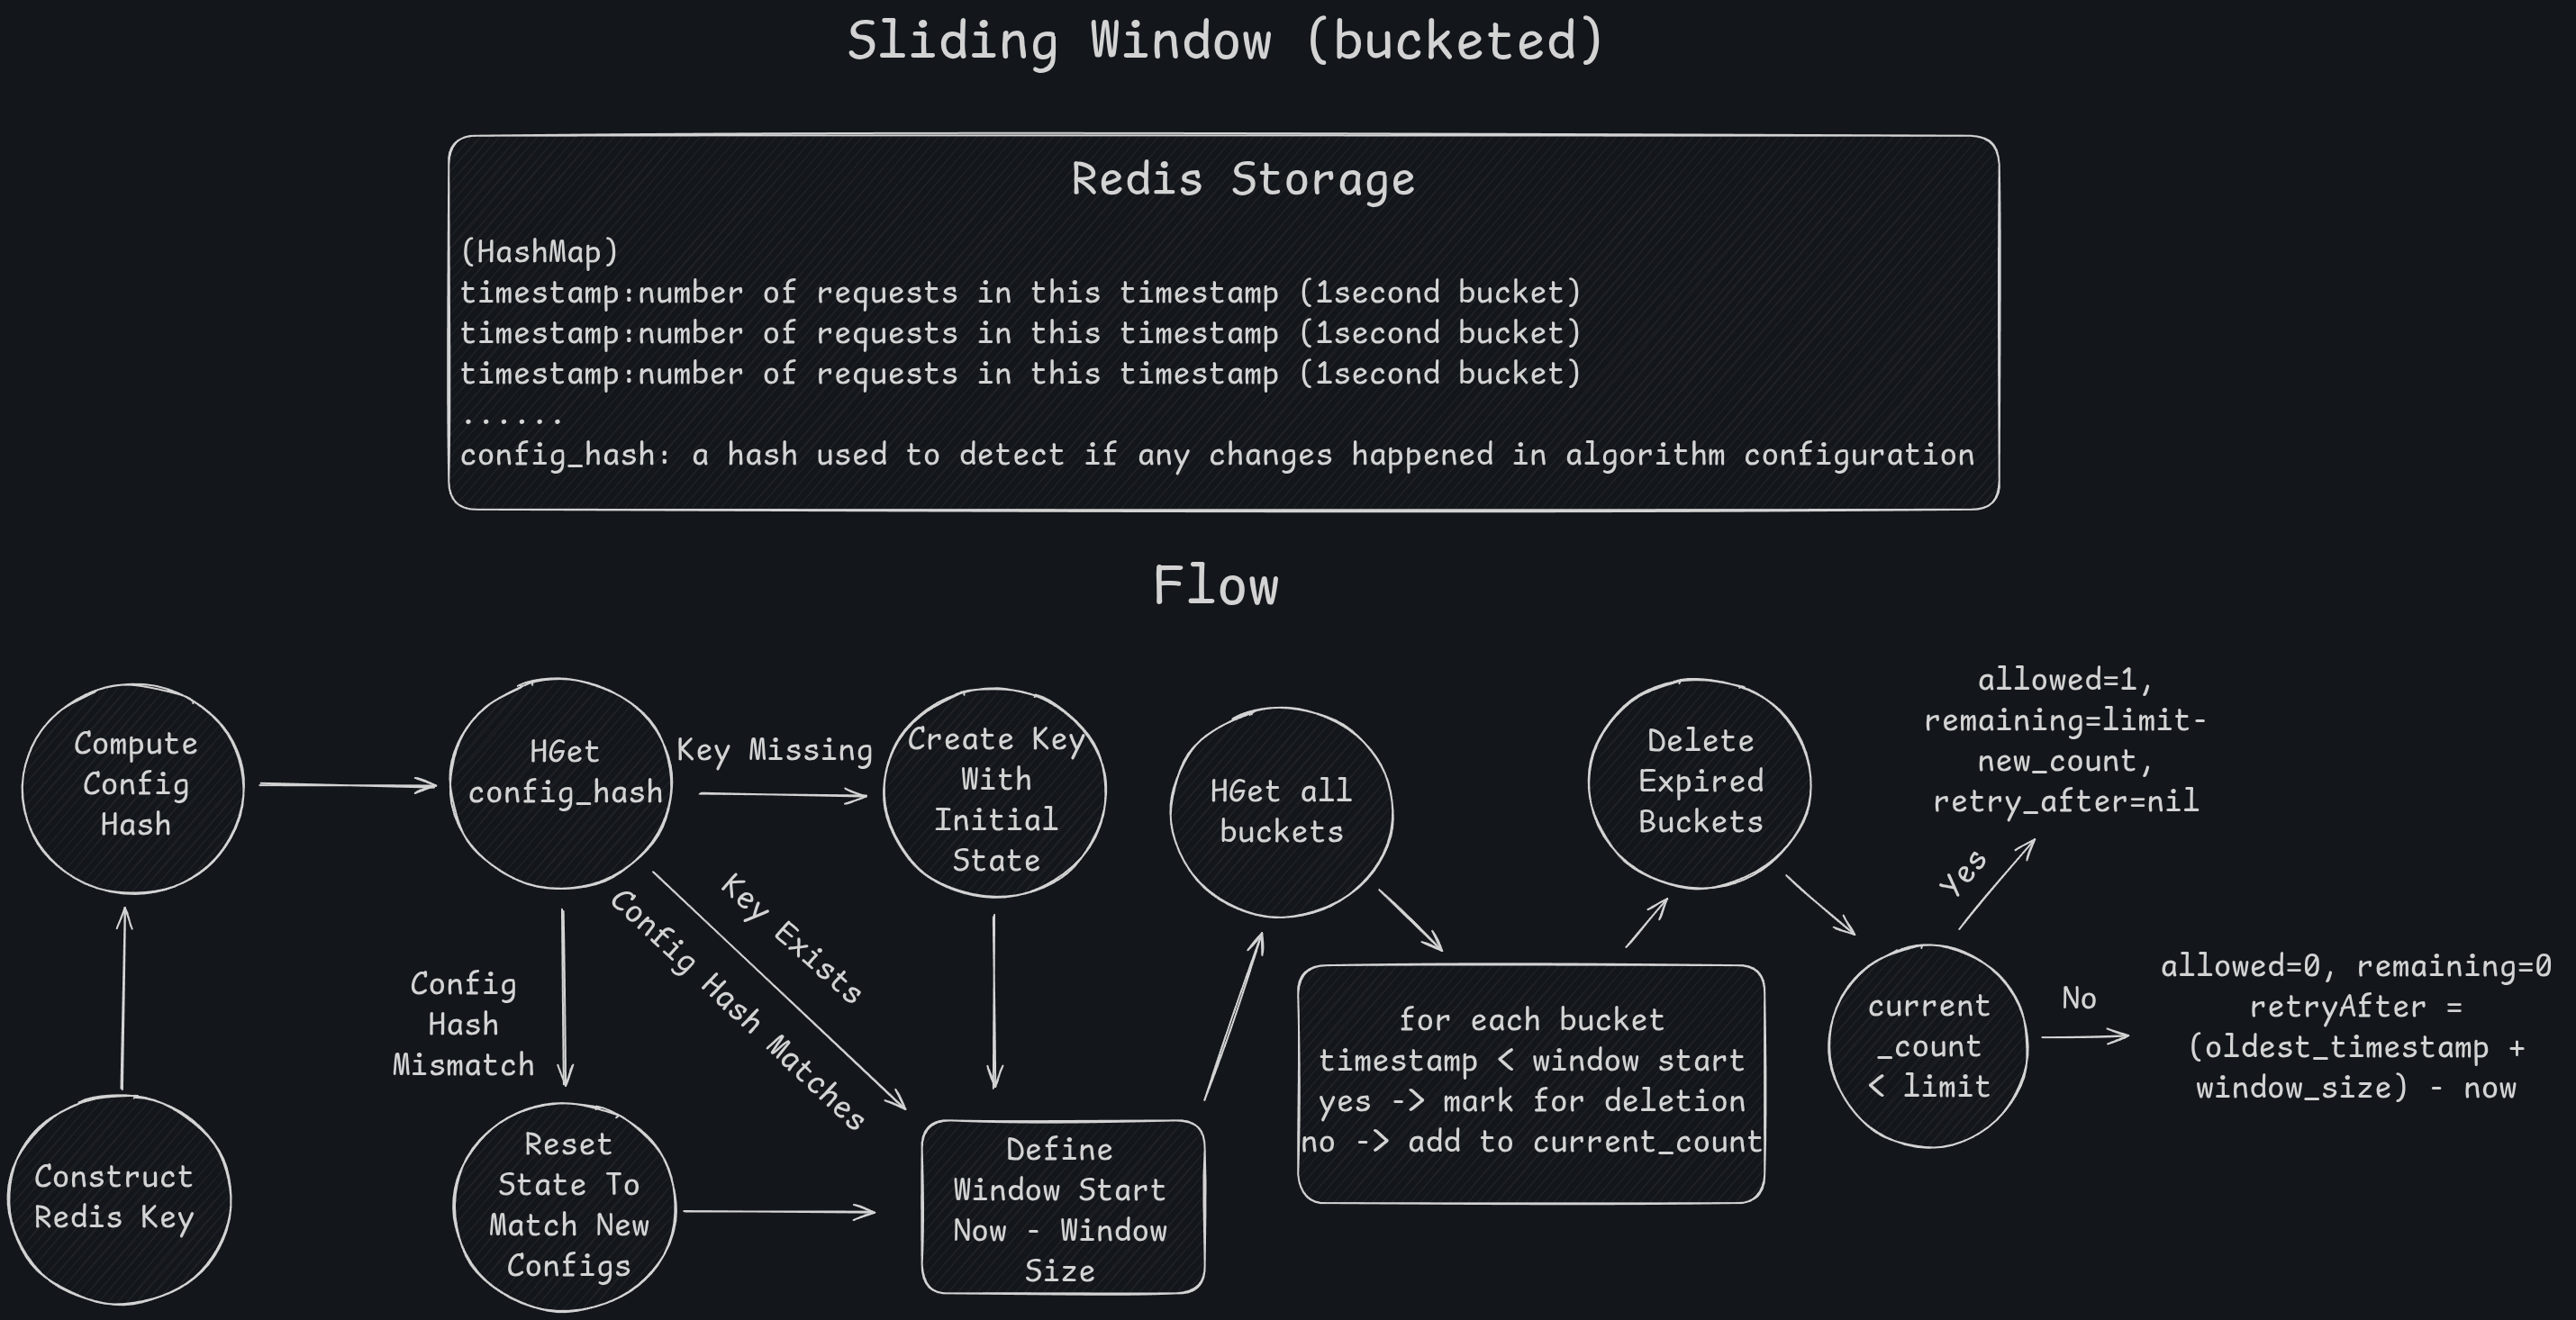 Sliding Window (bucketed)
Redis Storage
(HashMap)
timestamp:number of requests in this timestamp (1second bucket)
timestamp:number of requests in this timestamp (1second bucket)
timestamp:number of requests in this timestamp (1second bucket)
......
config_hash: a hash used to detect if any changes happened in algorithm configuration
Flow
Construct
Redis Key
Compute
Config
Hash
HGet
config_hash
Key Missing
Create Key
With
Initial
State
Key Exists
Config Hash Matches
Config
Hash
Mismatch
Reset
State To
Match New
Configs
Define
Window Start
Now - Window
Size
HGet all
buckets
for each bucket
timestamp < window start
yes -> mark for deletion
no -> add to current_count
Delete
Expired
Buckets
current
_count
< limit
Yes
allowed=1,
remaining=limit-
new_count,
retry_after=nil
No
allowed=0, remaining=0
retryAfter =
(oldest_timestamp +
window_size) - now